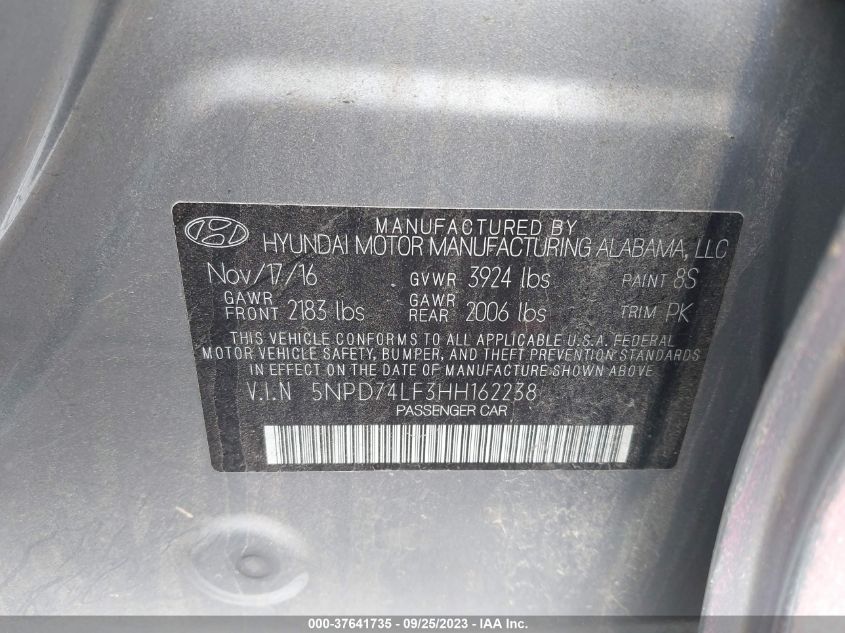 MANUFACTURED BY
HYUNDAI MOTOR MANUFACTURING ALABAMA, LLC
Nov/17/16 GVWR 3924 lbs PAINT 8S
GAWR FRONT 2183 lbs GAWR REAR 2006 lbs TRIM PK
THIS VEHICLE CONFORMS TO ALL APPLICABLE U.S.A. FEDERAL
MOTOR VEHICLE SAFETY, BUMPER, AND THEFT PREVENTION STANDARDS
IN EFFECT ON THE DATE OF MANUFACTURE SHOWN ABOVE
V.I.N 5NPD74LF3HH162238
PASSENGER CAR
000-37641735 - 09/25/2023 - IAA Inc.